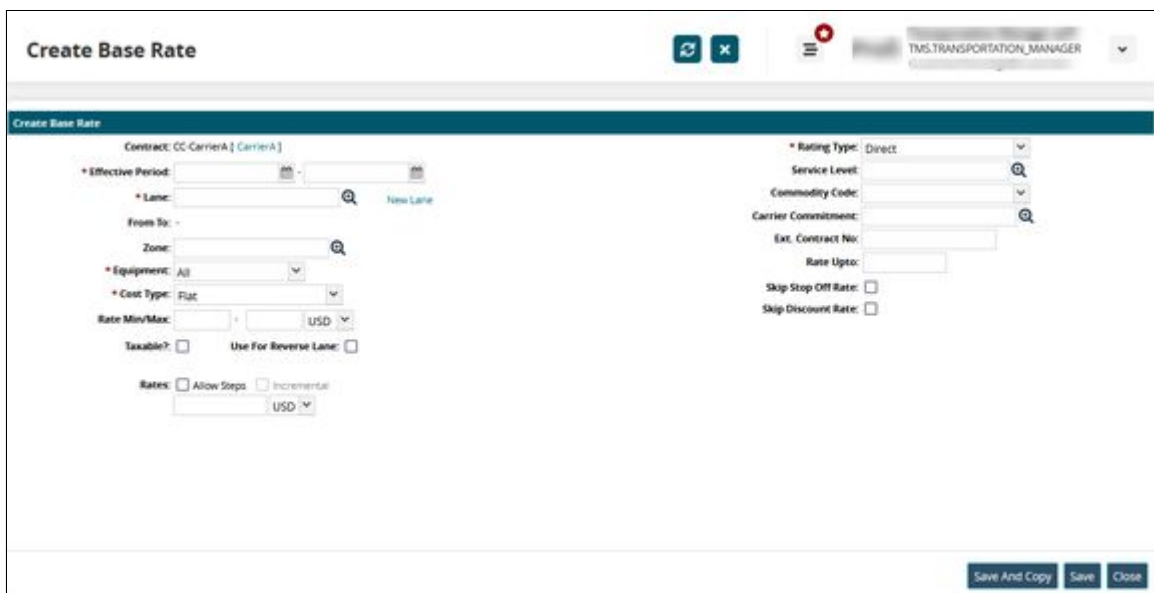 Create Base Rate
TMS.TRANSPORTATION_MANAGER
Create Base Rate
Contract: CC-CarrierA [ CarrierA ]
* Effective Period: -
* Lane: New Lane
From To: -
Zone:
* Equipment: All
* Cost Type: Flat
Rate Min/Max: - USD
Taxable?: Use For Reverse Lane:
Rates: Allow Steps Incremental
USD
* Rating Type: Direct
Service Level:
Commodity Code:
Carrier Commitment:
Ext. Contract No:
Rate Upto:
Skip Stop Off Rate:
Skip Discount Rate:
Save And Copy Save Close